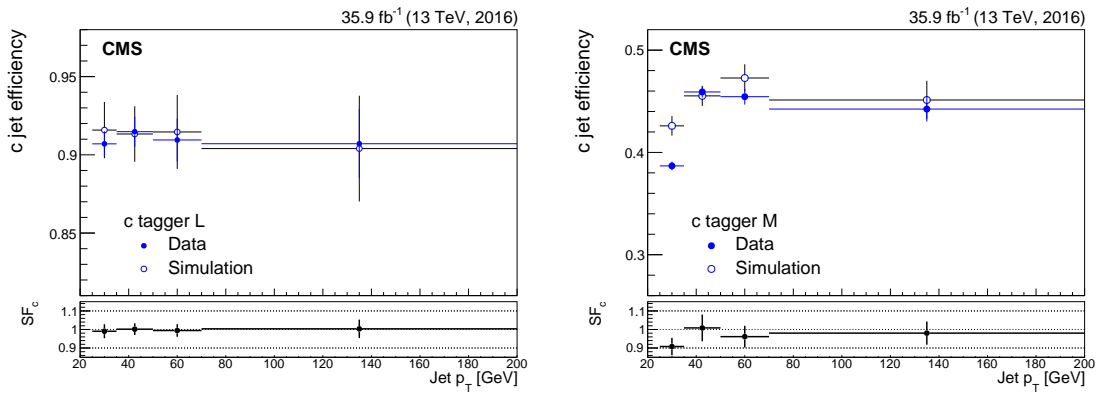 35.9 fb⁻¹ (13 TeV, 2016)
CMS
c jet efficiency
0.95
0.9
0.85
c tagger L
Data
Simulation
SF_c
1.1
1
0.9
20 40 60 80 100 120 140 160 180 200
Jet p_T [GeV]
35.9 fb⁻¹ (13 TeV, 2016)
CMS
c jet efficiency
0.5
0.4
0.3
c tagger M
Data
Simulation
SF_c
1.1
1
0.9
20 40 60 80 100 120 140 160 180 200
Jet p_T [GeV]